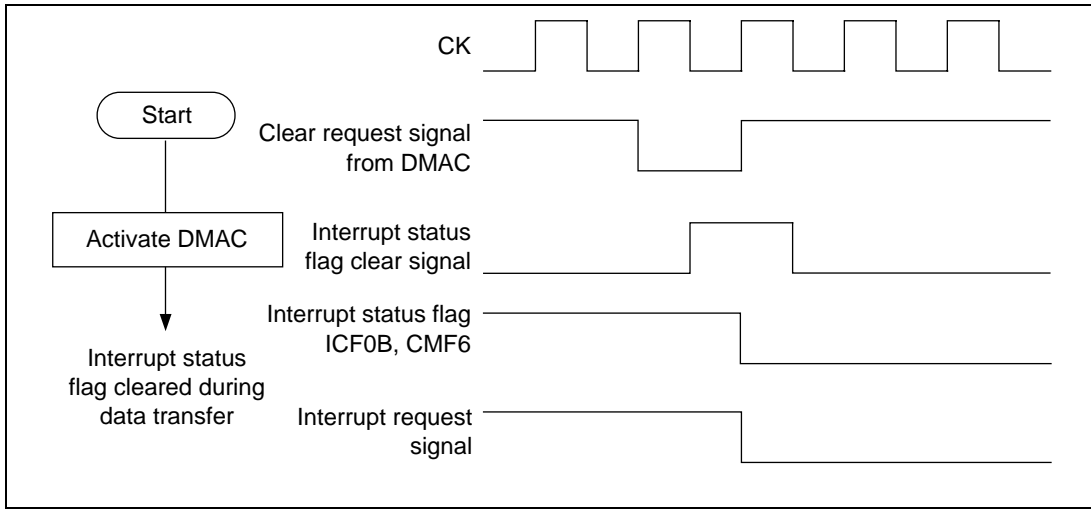 Start
Activate DMAC
Interrupt status
flag cleared during
data transfer
CK
Clear request signal
from DMAC
Interrupt status
flag clear signal
Interrupt status flag
ICF0B, CMF6
Interrupt request
signal